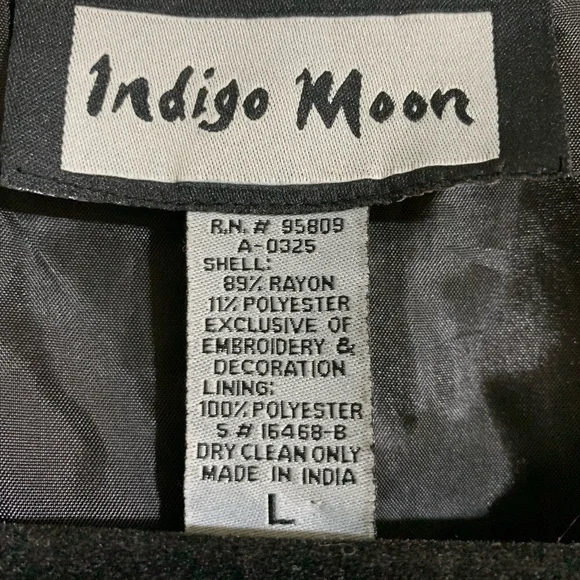 Indigo Moon
R.N. # 95809
A-0325
SHELL:
89% RAYON
11% POLYESTER
EXCLUSIVE OF
EMBROIDERY &
DECORATION
LINING:
100% POLYESTER
S # 16468-B
DRY CLEAN ONLY
MADE IN INDIA
L